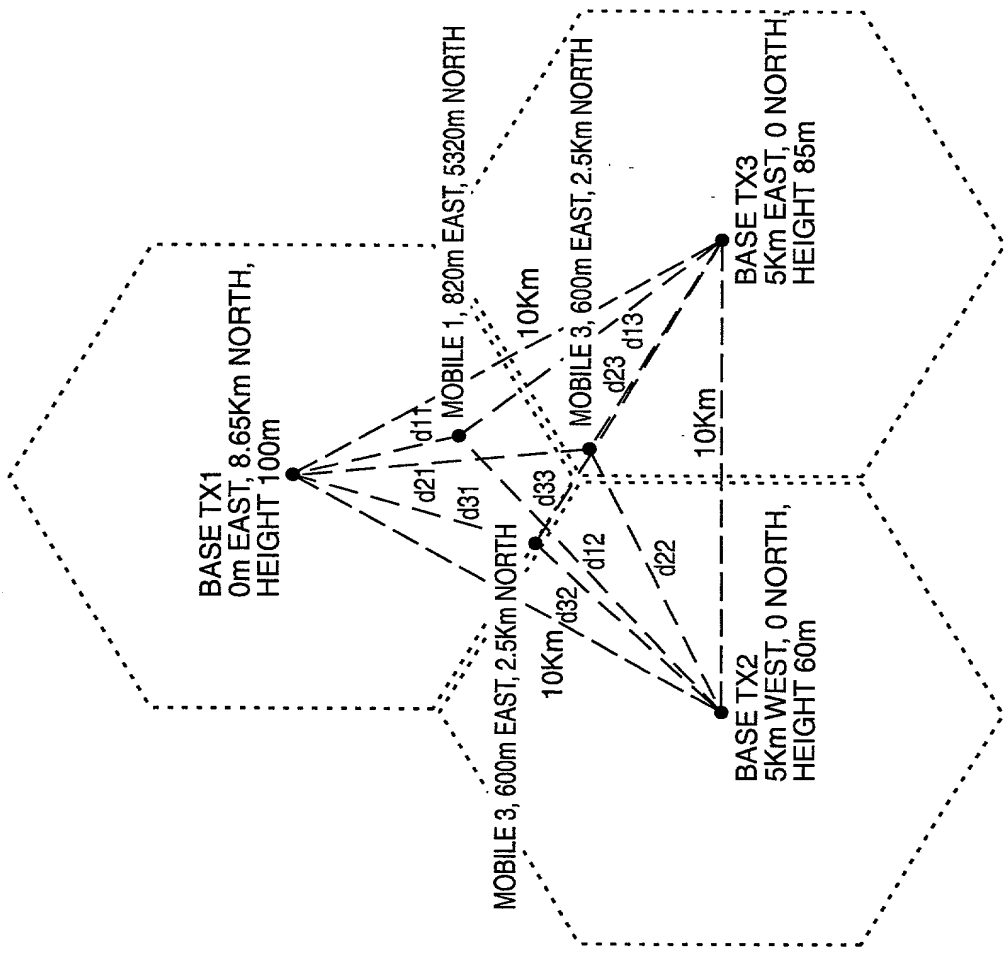 BASE TX1
0m EAST, 8.65Km NORTH,
HEIGHT 100m
MOBILE 1, 820m EAST, 5320m NORTH
10Km
d11
d21
d31
MOBILE 3, 600m EAST, 2.5Km NORTH
d33
d13
d23
MOBILE 3, 600m EAST, 2.5Km NORTH
d12
d32
d22
10Km
10Km
BASE TX2
5Km WEST, 0 NORTH,
HEIGHT 60m
BASE TX3
5Km EAST, 0 NORTH,
HEIGHT 85m